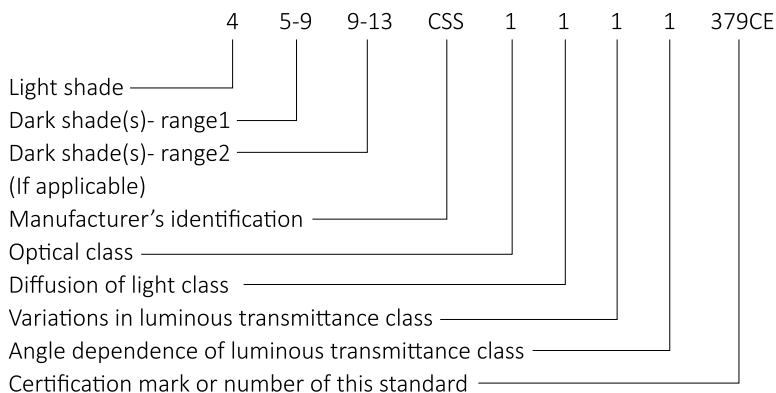 4 5-9 9-13 CSS 1 1 1 1 379CE
Light shade
Dark shade(s)- range1
Dark shade(s)- range2
(If applicable)
Manufacturer’s identification
Optical class
Diffusion of light class
Variations in luminous transmittance class
Angle dependence of luminous transmittance class
Certification mark or number of this standard